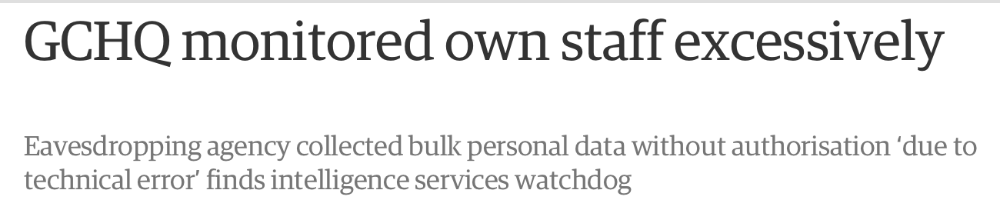 GCHQ monitored own staff excessively
Eavesdropping agency collected bulk personal data without authorisation ‘due to
technical error’ finds intelligence services watchdog